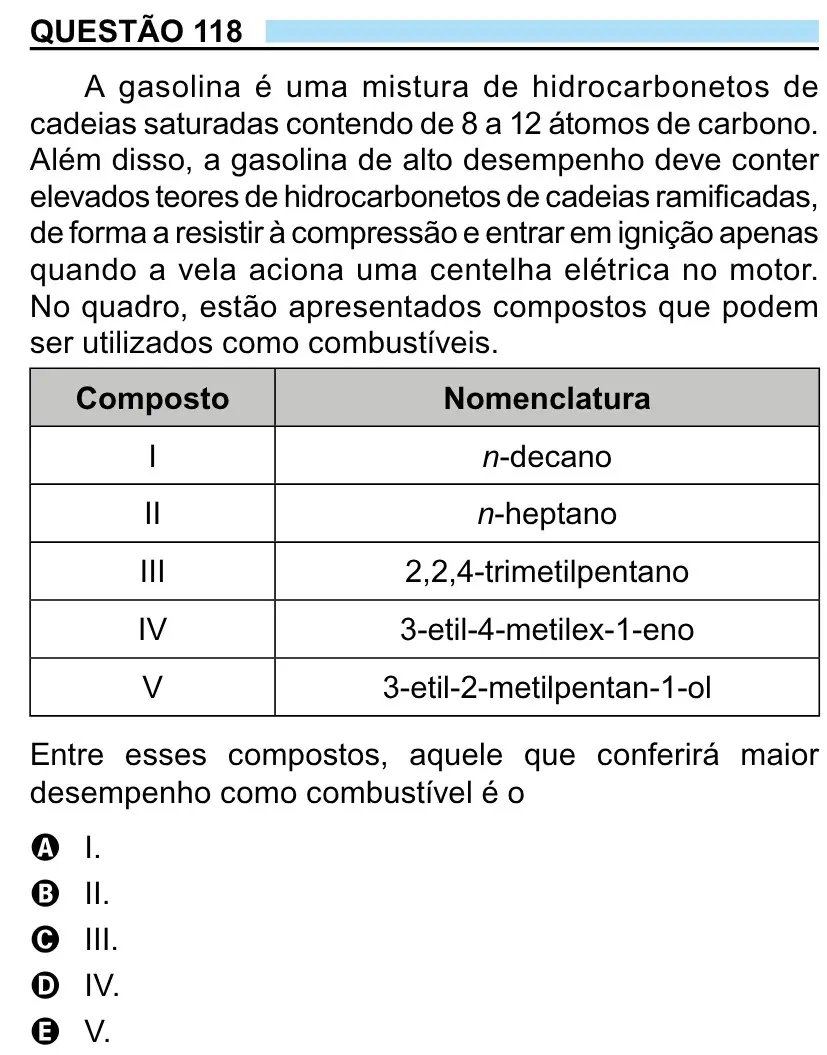 QUESTÃO 118
A gasolina é uma mistura de hidrocarbonetos de
cadeias saturadas contendo de 8 a 12 átomos de carbono.
Além disso, a gasolina de alto desempenho deve conter
elevados teores de hidrocarbonetos de cadeias ramificadas,
de forma a resistir à compressão e entrar em ignição apenas
quando a vela aciona uma centelha elétrica no motor.
No quadro, estão apresentados compostos que podem
ser utilizados como combustíveis.
Composto Nomenclatura
I n-decano
II n-heptano
III 2,2,4-trimetilpentano
IV 3-etil-4-metilex-1-eno
V 3-etil-2-metilpentan-1-ol
Entre esses compostos, aquele que conferirá maior
desempenho como combustível é o
A I.
B II.
C III.
D IV.
E V.